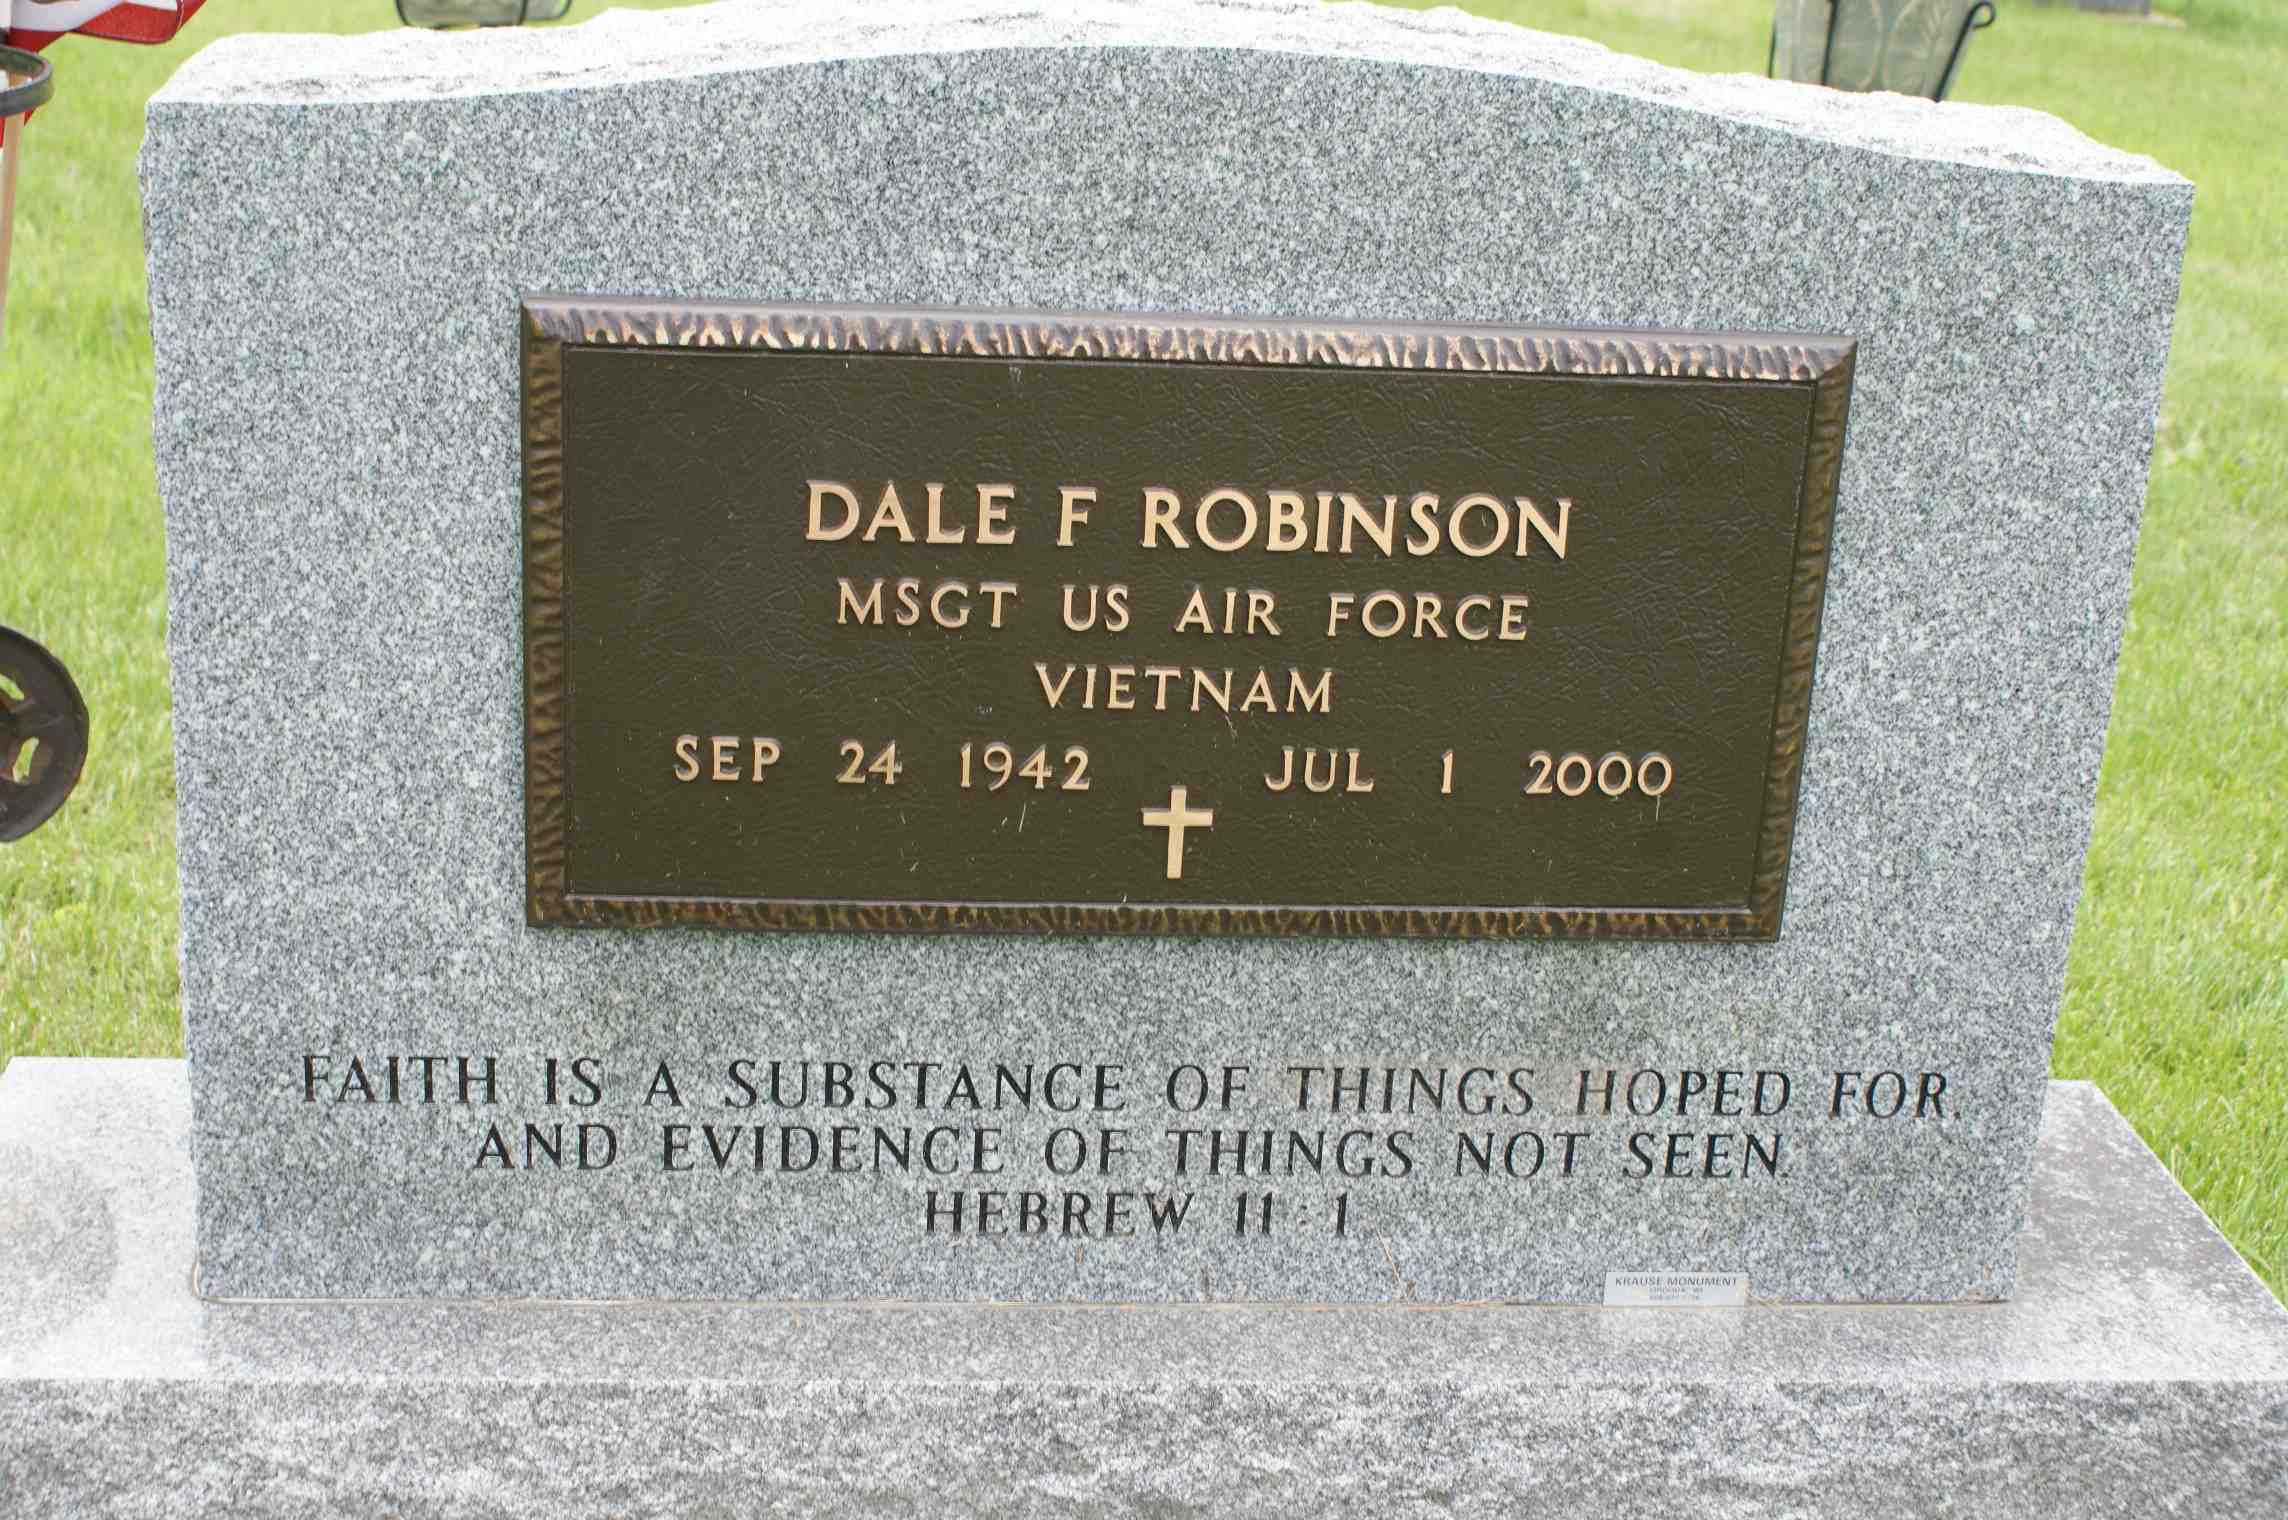 DALE F ROBINSON
MSGT US AIR FORCE
VIETNAM
SEP 24 1942 JUL 1 2000
FAITH IS A SUBSTANCE OF THINGS HOPED FOR.
AND EVIDENCE OF THINGS NOT SEEN.
HEBREW 11:1
KRAUSE MONUMENT